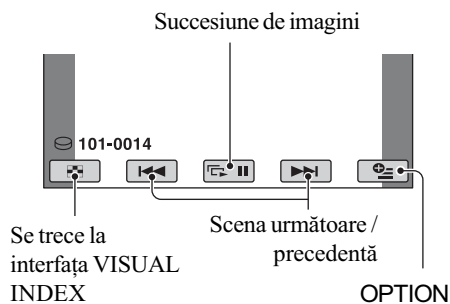 Succesiune de imagini
101-0014
Scena următoare /
precedentă
Se trece la
interfața VISUAL
INDEX
OPTION